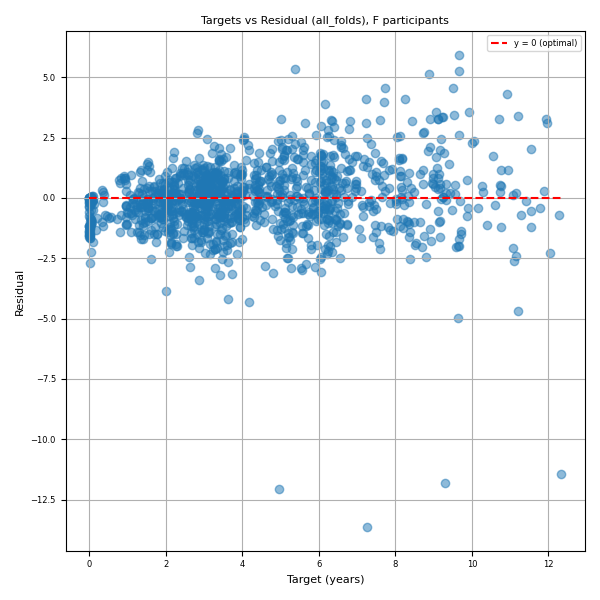 Targets vs Residual (all_folds), F participants
y = 0 (optimal)
5.0
2.5
0.0
−2.5
−5.0
−7.5
−10.0
−12.5
Residual
0 2 4 6 8 10 12
Target (years)